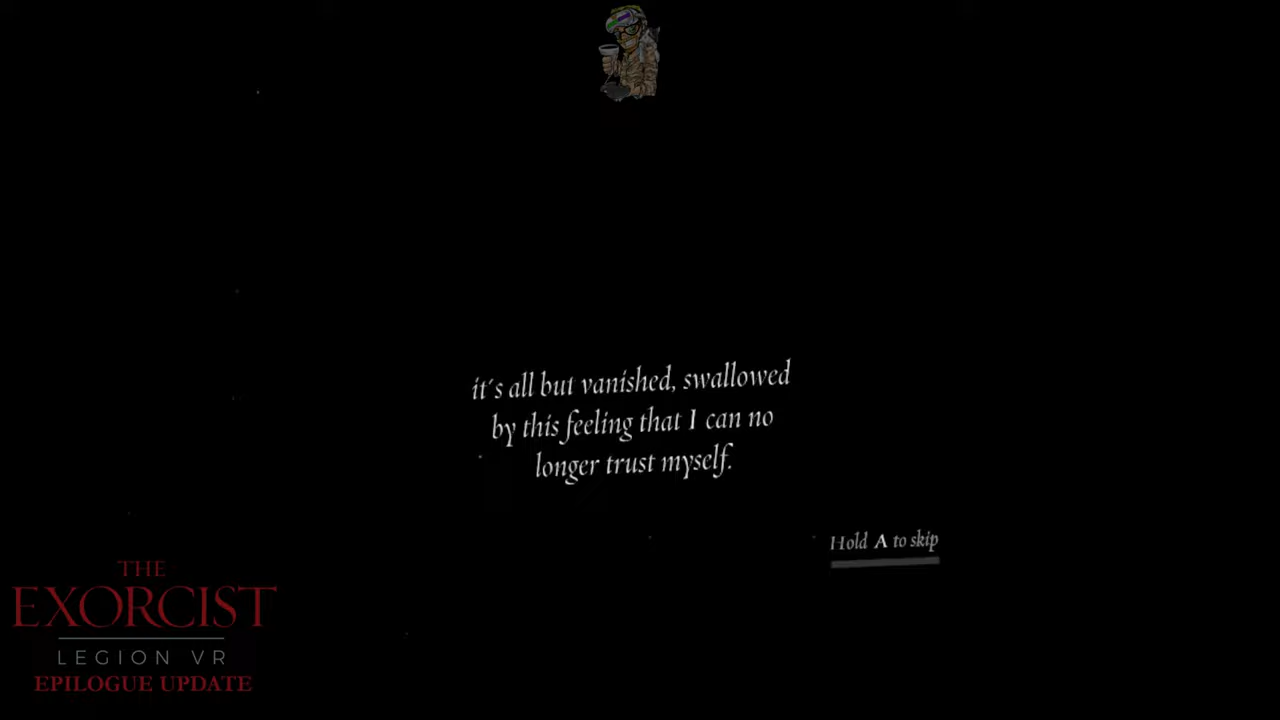 it's all but vanished, swallowed
by this feeling that I can no
longer trust myself.
Hold A to skip
THE
EXORCIST
LEGION VR
EPILOGUE UPDATE